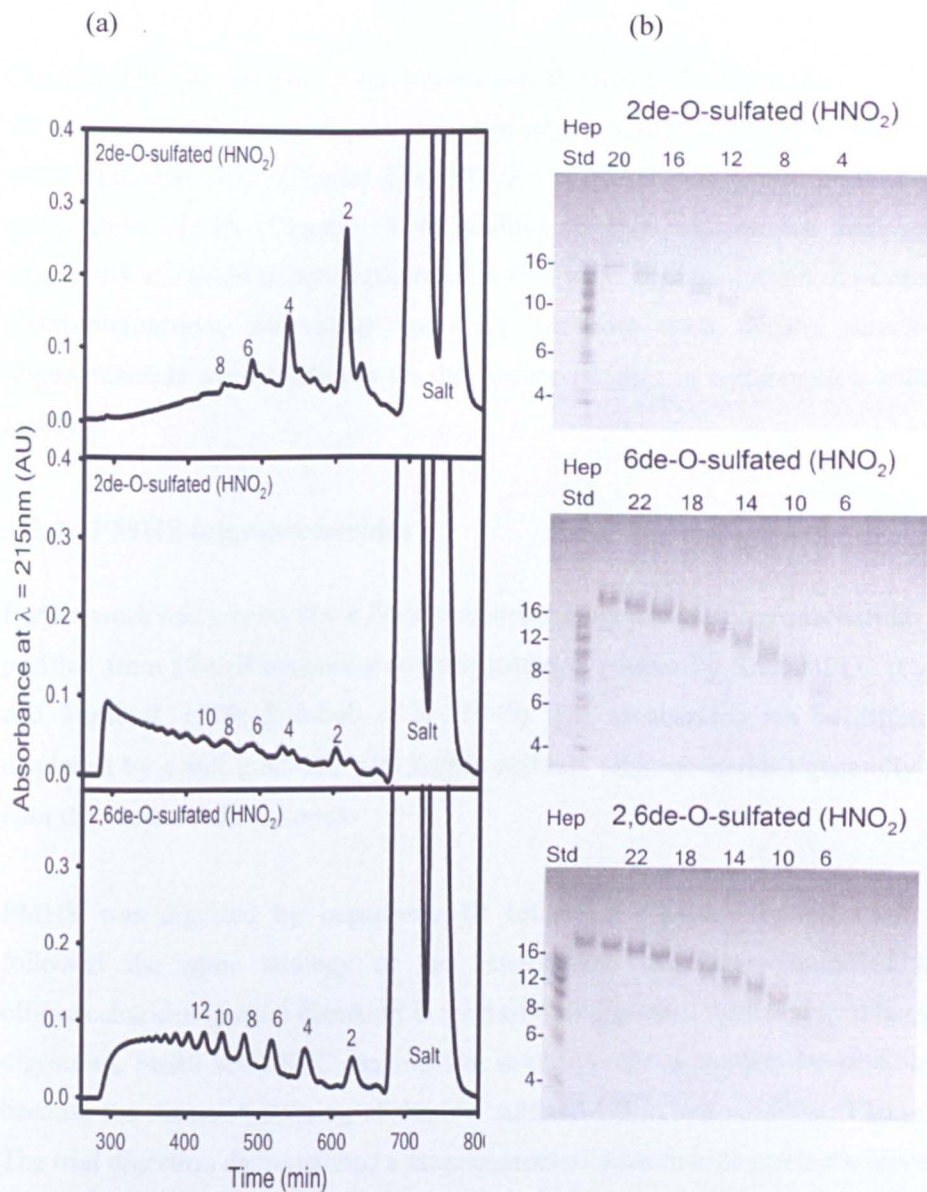 (a)
(b)
Absorbance at λ = 215nm (AU)
0.4
0.3
0.2
0.1
0.0
2de-O-sulfated (HNO₂)
8
6
4
2
Salt
0.4
0.3
0.2
0.1
0.0
2de-O-sulfated (HNO₂)
10
8
6
4
2
Salt
0.3
0.2
0.1
0.0
2,6de-O-sulfated (HNO₂)
12
10
8
6
4
2
Salt
300 400 500 600 700 80
Time (min)
2de-O-sulfated (HNO₂)
Hep
Std 20 16 12 8 4
16
10
6
4
6de-O-sulfated (HNO₂)
Hep
Std 22 18 14 10 6
16
12
8
6
4
2,6de-O-sulfated (HNO₂)
Hep
Std 22 18 14 10 6
16
12
8
6
4